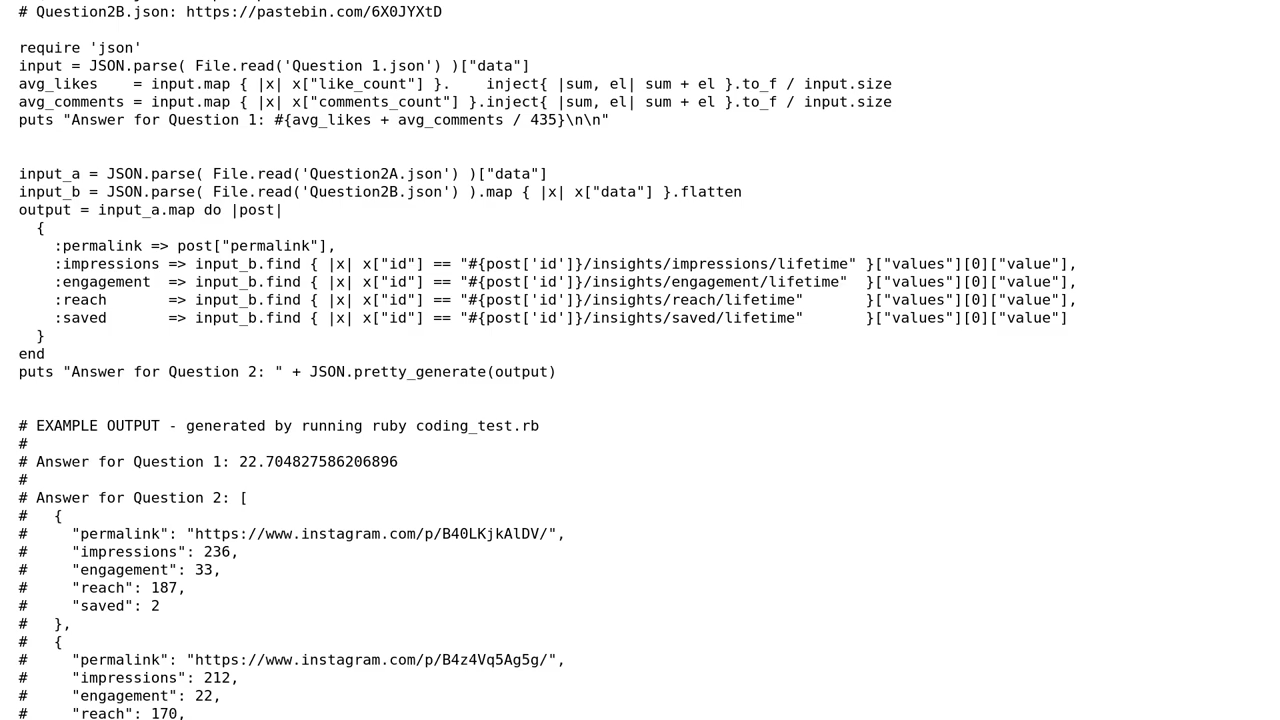 # Question2B.json: https://pastebin.com/6X0JYXtD

require 'json'
input = JSON.parse( File.read('Question 1.json') )["data"]
avg_likes    = input.map { |x| x["like_count"] }.    inject{ |sum, el| sum + el }.to_f / input.size
avg_comments = input.map { |x| x["comments_count"] }.inject{ |sum, el| sum + el }.to_f / input.size
puts "Answer for Question 1: #{avg_likes + avg_comments / 435}\n\n"


input_a = JSON.parse( File.read('Question2A.json') )["data"]
input_b = JSON.parse( File.read('Question2B.json') ).map { |x| x["data"] }.flatten
output = input_a.map do |post|
  {
    :permalink => post["permalink"],
    :impressions => input_b.find { |x| x["id"] == "#{post['id']}/insights/impressions/lifetime" }["values"][0]["value"],
    :engagement  => input_b.find { |x| x["id"] == "#{post['id']}/insights/engagement/lifetime"  }["values"][0]["value"],
    :reach       => input_b.find { |x| x["id"] == "#{post['id']}/insights/reach/lifetime"       }["values"][0]["value"],
    :saved       => input_b.find { |x| x["id"] == "#{post['id']}/insights/saved/lifetime"       }["values"][0]["value"]
  }
end
puts "Answer for Question 2: " + JSON.pretty_generate(output)


# EXAMPLE OUTPUT - generated by running ruby coding_test.rb
#
# Answer for Question 1: 22.704827586206896
#
# Answer for Question 2: [
#   {
#     "permalink": "https://www.instagram.com/p/B40LKjkAlDV/",
#     "impressions": 236,
#     "engagement": 33,
#     "reach": 187,
#     "saved": 2
#   },
#   {
#     "permalink": "https://www.instagram.com/p/B4z4Vq5Ag5g/",
#     "impressions": 212,
#     "engagement": 22,
#     "reach": 170,